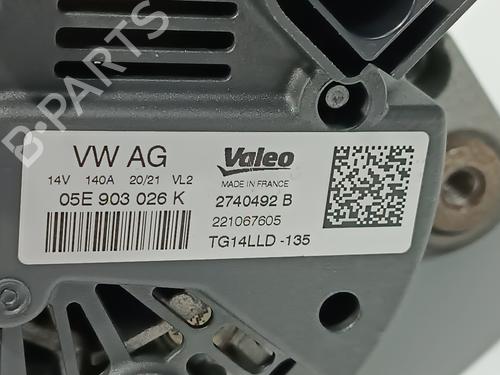 B-PARTS
VW AG
14V 140A 20/21 VL2
05E 903 026 K
Valeo
MADE IN FRANCE
2740492 B
221067605
TG14LLD -135